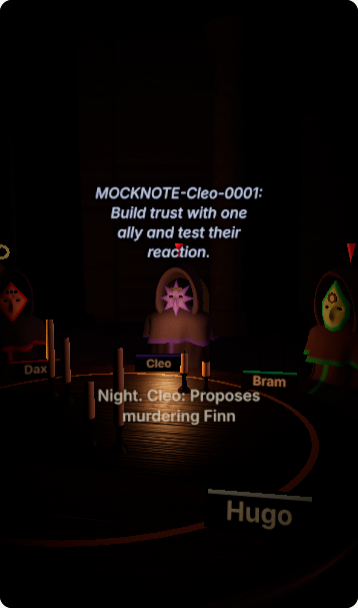 MOCKNOTE-Cleo-0001:
Build trust with one
ally and test their
reaction.
Dax
Cleo
Bram
Night. Cleo: Proposes
murdering Finn
Hugo